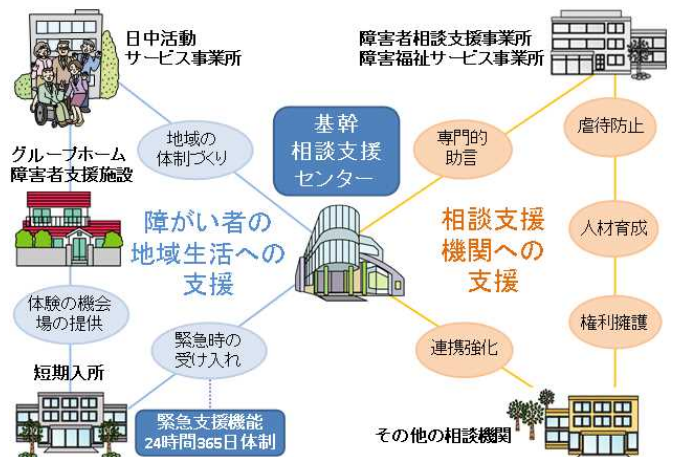 日中活動
サービス事業所
障害者相談支援事業所
障害福祉サービス事業所
基幹
相談支援
センター
地域の
体制づくり
専門的
助言
虐待防止
グループホーム
障害者支援施設
障がい者の
地域生活への
支援
相談支援
機関への
支援
人材育成
体験の機会
場の提供
緊急時の
受け入れ
連携強化
権利擁護
短期入所
緊急支援機能
24時間365日体制
その他の相談機関